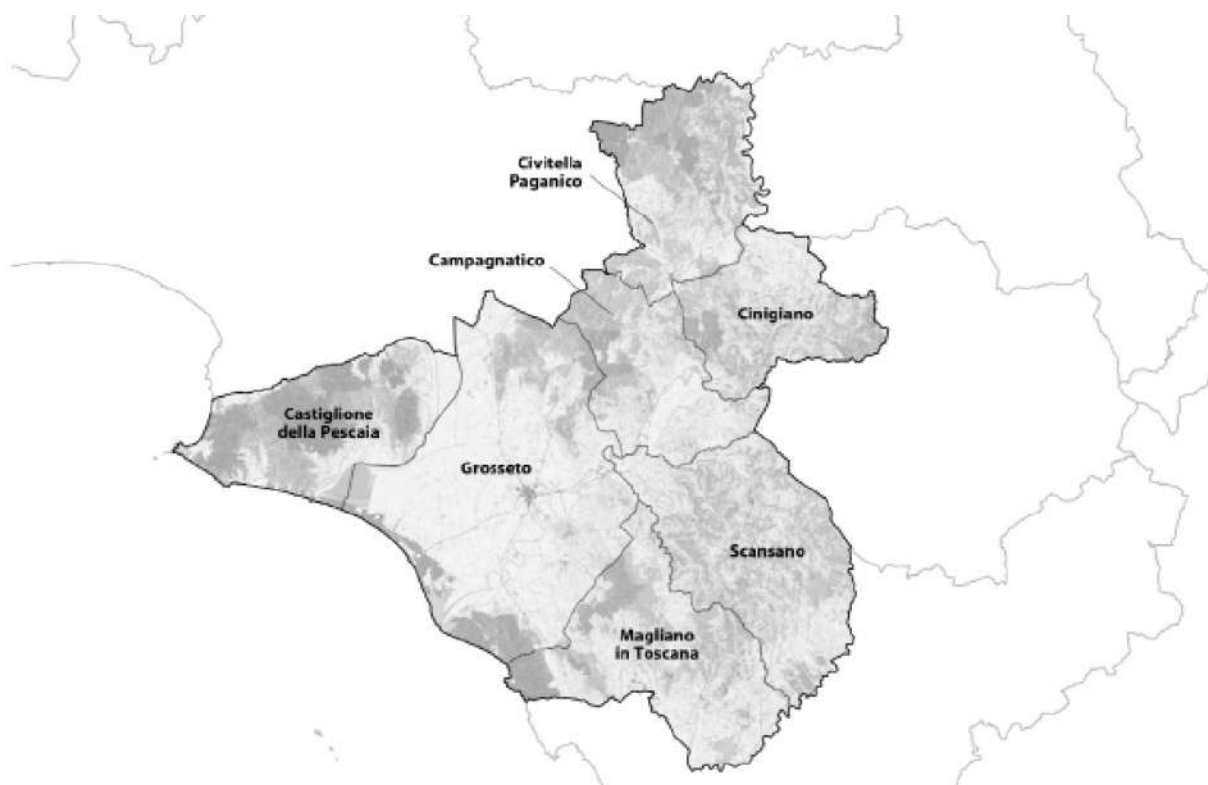 Civitella
Paganico
Campagnatico
Cinigiano
Castiglione
della Pescaia
Grosseto
Scansano
Magliano
in Toscana